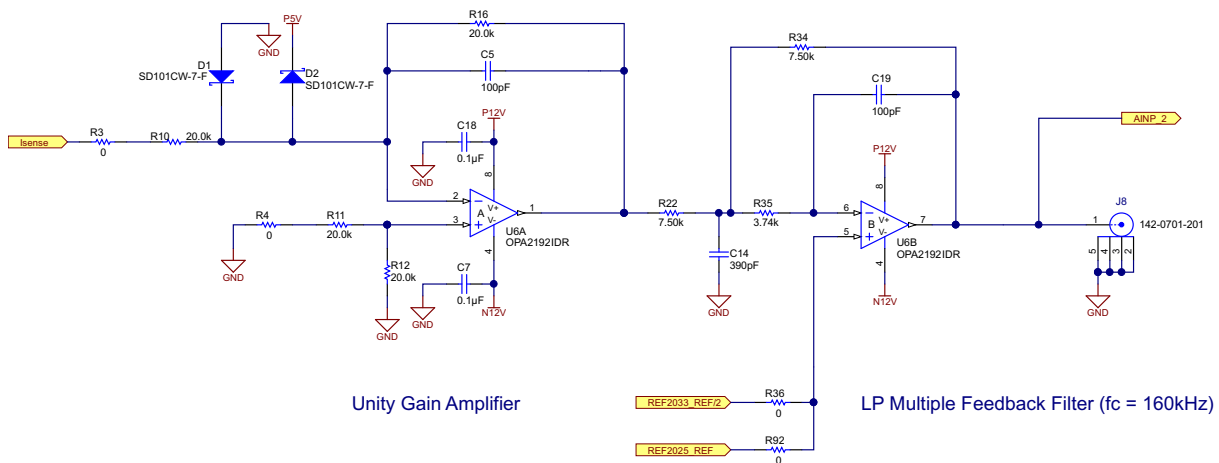 R16
20.0k
R34
7.50k
P5V
GND
D1
SD101CW-7-F
D2
SD101CW-7-F
C5
100pF
C19
100pF
Isense
R3
0
R10
20.0k
C18
0.1µF
GND
P12V
8
2
3
A
V+
V-
1
4
U6A
OPA2192IDR
R4
0
R11
20.0k
GND
R12
20.0k
GND
C7
0.1µF
GND
N12V
R22
7.50k
R35
3.74k
C14
390pF
GND
P12V
8
6
5
B
V+
V-
7
4
U6B
OPA2192IDR
N12V
AINP_2
J8
1
142-0701-201
5
4
3
2
GND
Unity Gain Amplifier
REF2033_REF/2
R36
0
REF2025_REF
R92
0
LP Multiple Feedback Filter (fc = 160kHz)